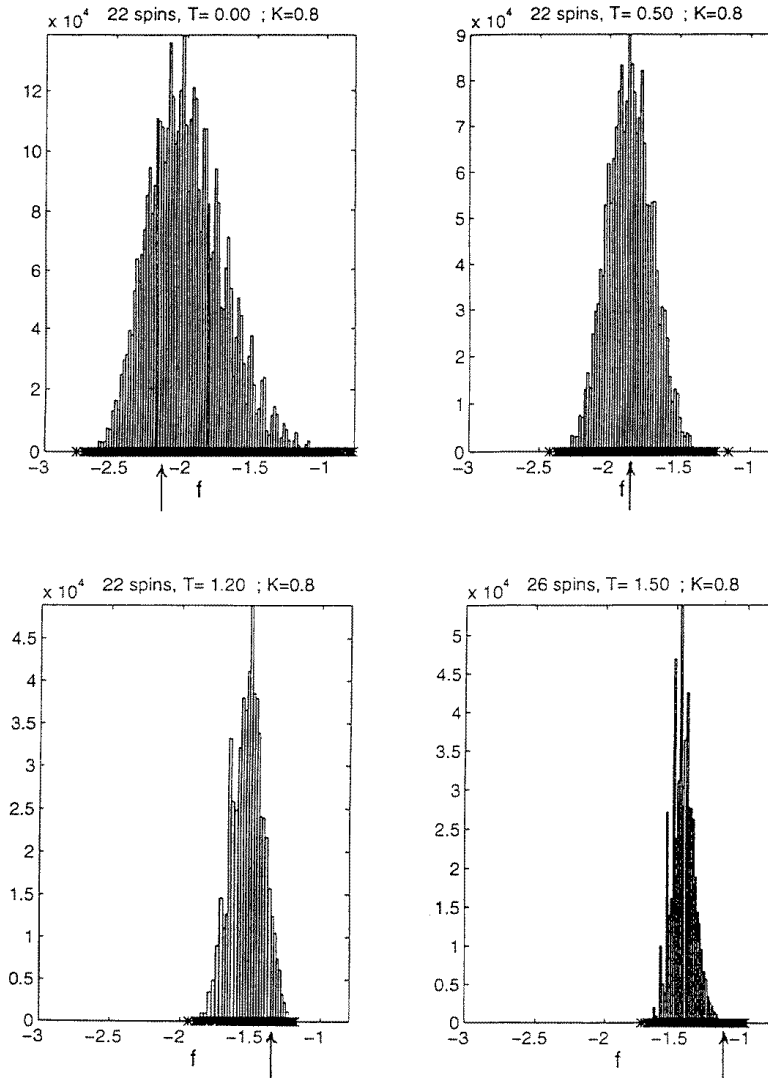 22 spins, T= 0.00 ; K=0.8
x 10^4
12
10
8
6
4
2
0
-3 -2.5 -2 -1.5 -1
f
22 spins, T= 0.50 ; K=0.8
x 10^4
9
8
7
6
5
4
3
2
1
0
-3 -2.5 -2 -1.5 -1
f
22 spins, T= 1.20 ; K=0.8
x 10^4
4.5
4
3.5
3
2.5
2
1.5
1
0.5
0
-3 -2.5 -2 -1.5 -1
f
26 spins, T= 1.50 ; K=0.8
x 10^4
5
4.5
4
3.5
3
2.5
2
1.5
1
0.5
0
-3 -2.5 -2 -1.5 -1
f